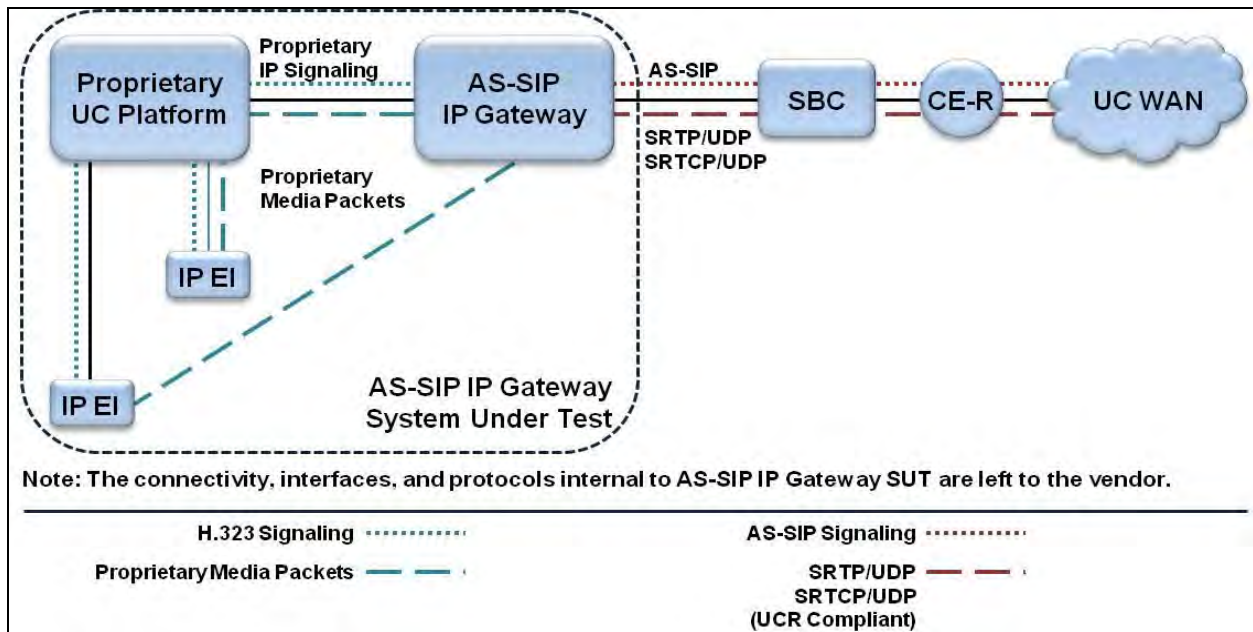 Proprietary
UC Platform
Proprietary
IP Signaling
AS-SIP
IP Gateway
AS-SIP
SRTP/UDP
SRTCP/UDP
SBC
CE-R
UC WAN
Proprietary
Media Packets
IP EI
IP EI
AS-SIP IP Gateway
System Under Test
Note: The connectivity, interfaces, and protocols internal to AS-SIP IP Gateway SUT are left to the vendor.
H.323 Signaling
Proprietary Media Packets
AS-SIP Signaling
SRTP/UDP
SRTCP/UDP
(UCR Compliant)